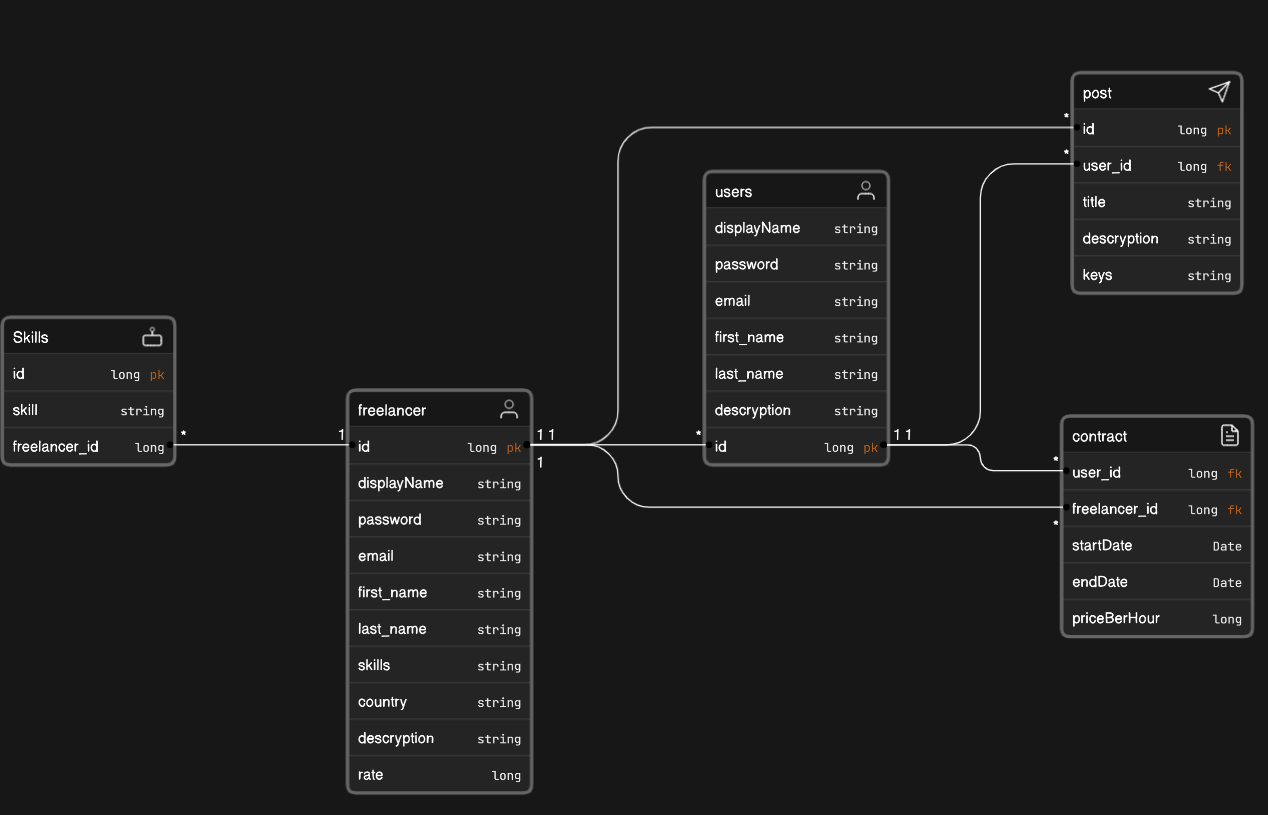 Skills
id long pk
skill string
freelancer_id long
*
1
freelancer
id long pk
displayName string
password string
email string
first_name string
last_name string
skills string
country string
descryption string
rate long
1 1
1
*
users
displayName string
password string
email string
first_name string
last_name string
descryption string
id long pk
1 1
*
*
post
id long pk
user_id long fk
title string
descryption string
keys string
*
*
contract
user_id long fk
freelancer_id long fk
startDate Date
endDate Date
priceBerHour long